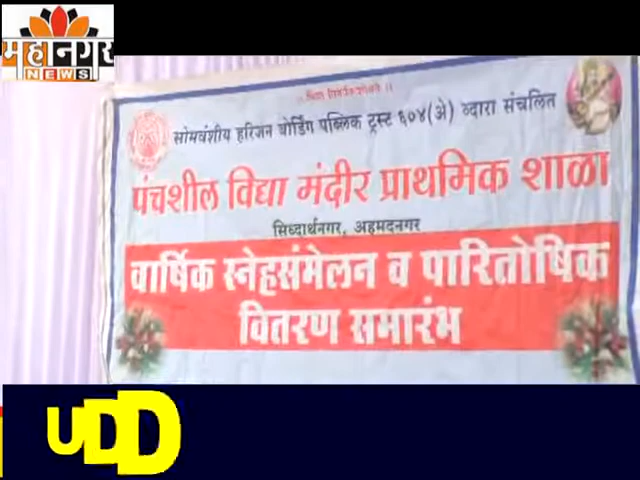 महानगर
NEWS
सोमवंशीय हरिजन बोर्डिंग पब्लिक ट्रस्ट ६०४(अे) व्दारा संचलित
पंचशील विद्या मंदीर प्राथमिक शाळा
सिध्दार्थनगर, अहमदनगर
वार्षिक स्नेहसंमेलन व पारितोषिक
वितरण समारंभ
UDD